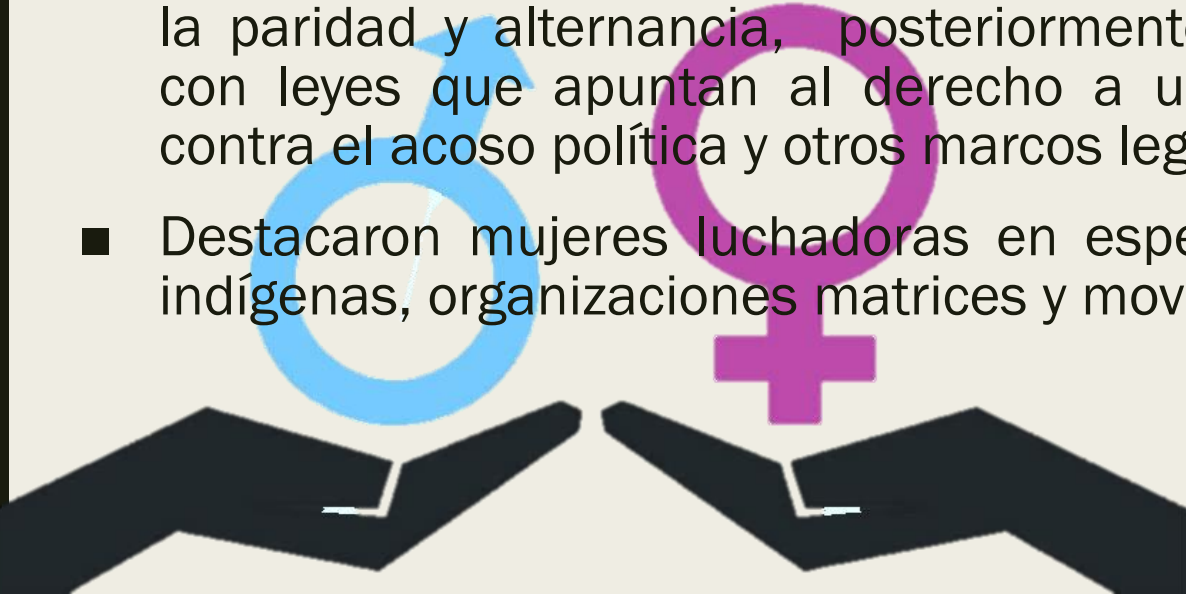 la paridad y alternancia, posteriormente
con leyes que apuntan al derecho a u
contra el acoso política y otros marcos leg
■ Destacaron mujeres luchadoras en espe
indígenas, organizaciones matrices y mov